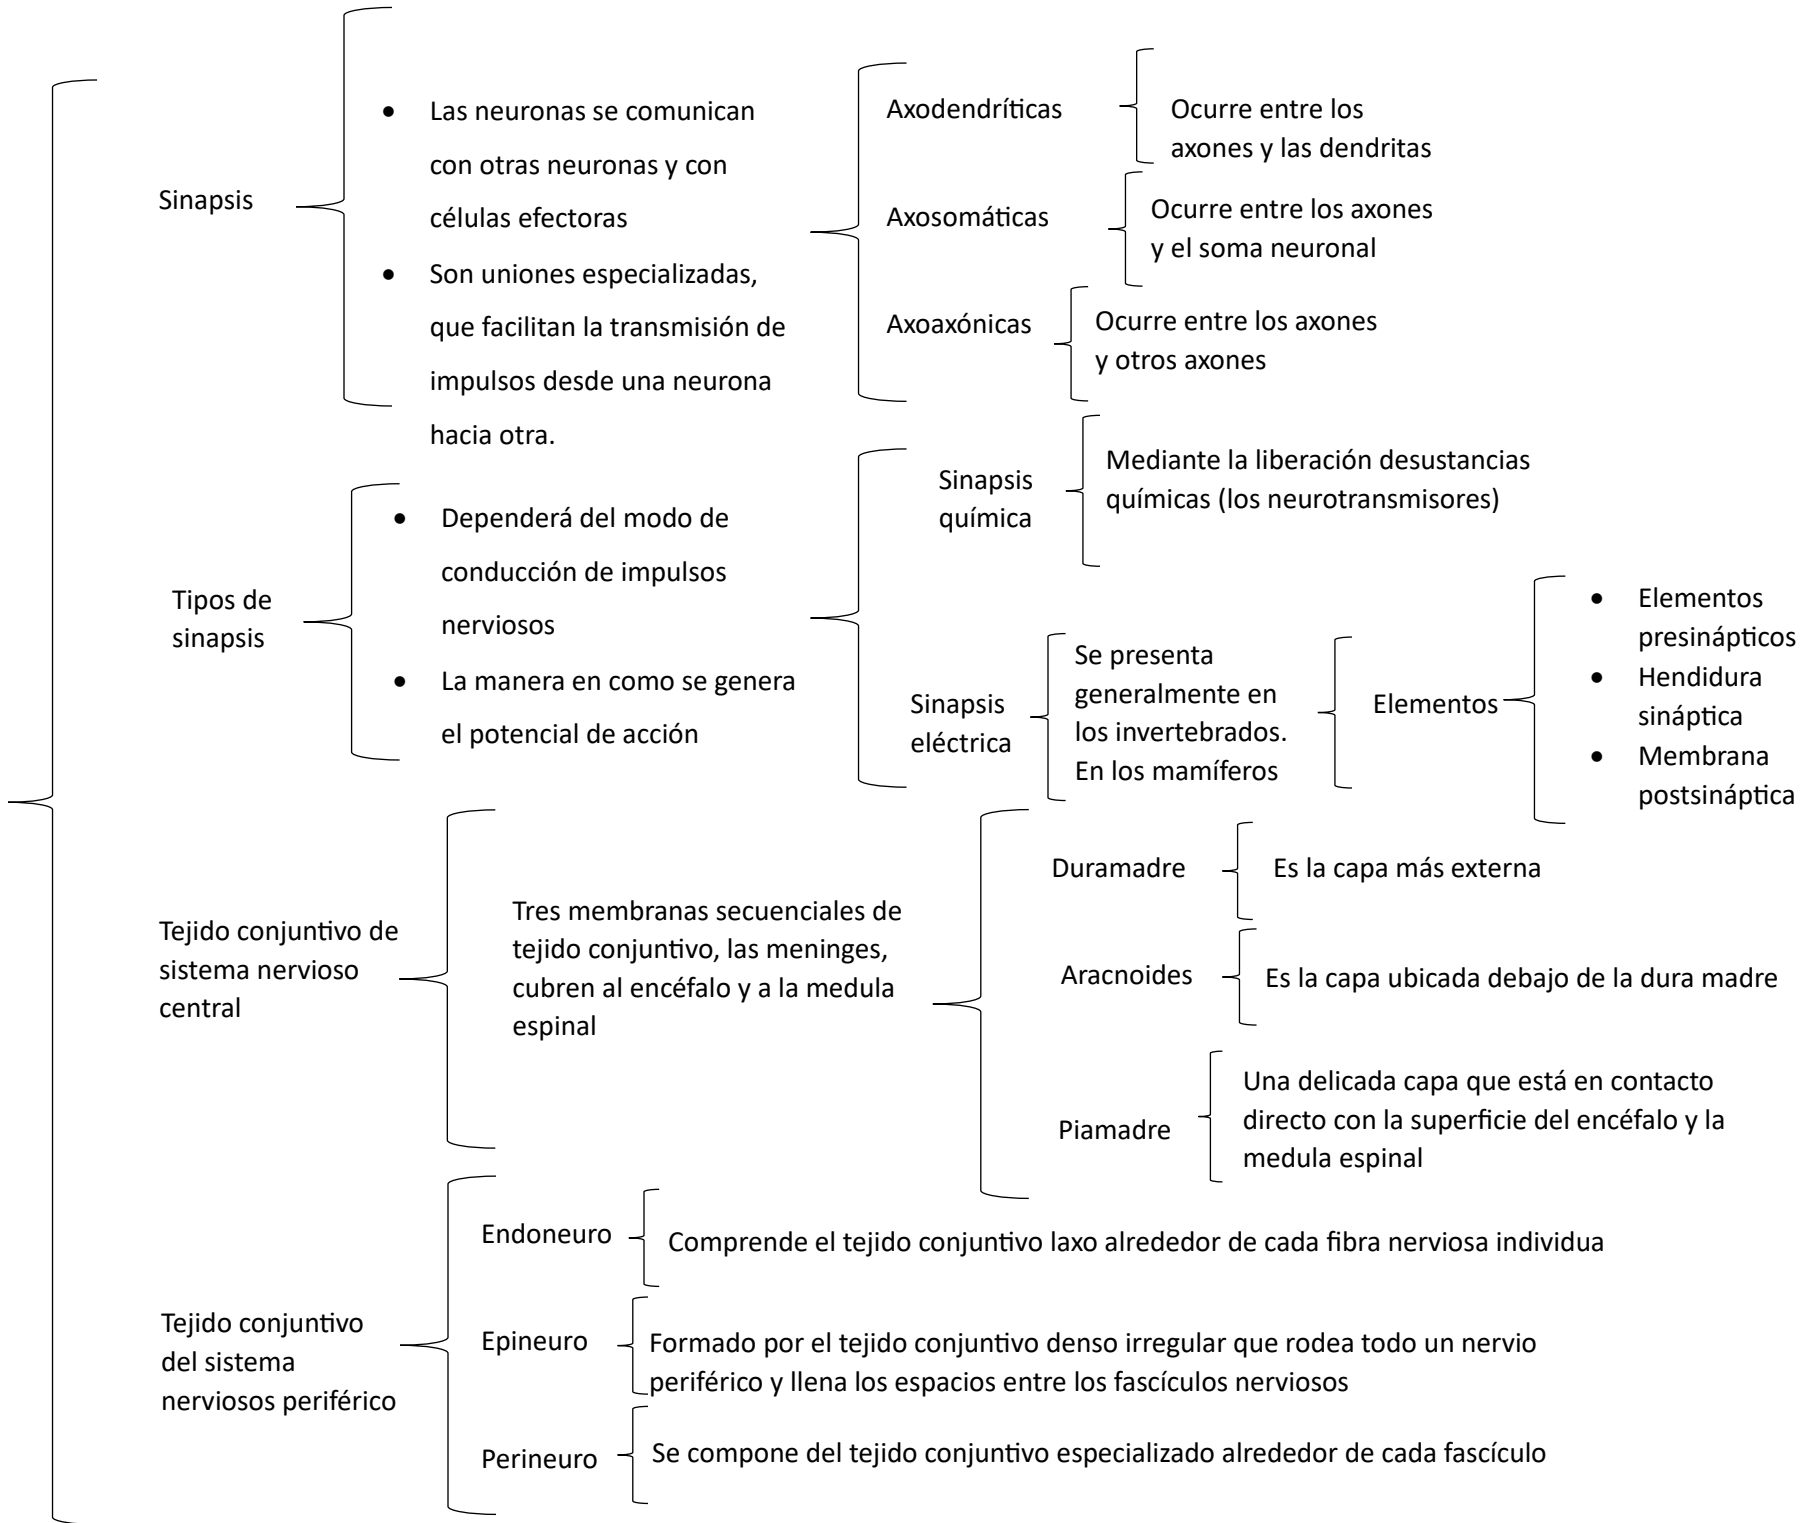 Sinapsis
• Las neuronas se comunican
con otras neuronas y con
células efectoras
• Son uniones especializadas,
que facilitan la transmisión de
impulsos desde una neurona
hacia otra.
Axodendríticas
Ocurre entre los
axones y las dendritas
Axosomáticas
Ocurre entre los axones
y el soma neuronal
Axoaxónicas
Ocurre entre los axones
y otros axones
Tipos de
sinapsis
• Dependerá del modo de
conducción de impulsos
nerviosos
• La manera en como se genera
el potencial de acción
Sinapsis
química
Mediante la liberación desustancias
químicas (los neurotransmisores)
Sinapsis
eléctrica
Se presenta
generalmente en
los invertebrados.
En los mamíferos
Elementos
• Elementos
presinápticos
• Hendidura
sináptica
• Membrana
postsináptica
Tejido conjuntivo de
sistema nervioso
central
Tres membranas secuenciales de
tejido conjuntivo, las meninges,
cubren al encéfalo y a la medula
espinal
Duramadre
Es la capa más externa
Aracnoides
Es la capa ubicada debajo de la dura madre
Piamadre
Una delicada capa que está en contacto
directo con la superficie del encéfalo y la
medula espinal
Tejido conjuntivo
del sistema
nerviosos periférico
Endoneuro
Comprende el tejido conjuntivo laxo alrededor de cada fibra nerviosa individua
Epineuro
Formado por el tejido conjuntivo denso irregular que rodea todo un nervio
periférico y llena los espacios entre los fascículos nerviosos
Perineuro
Se compone del tejido conjuntivo especializado alrededor de cada fascículo